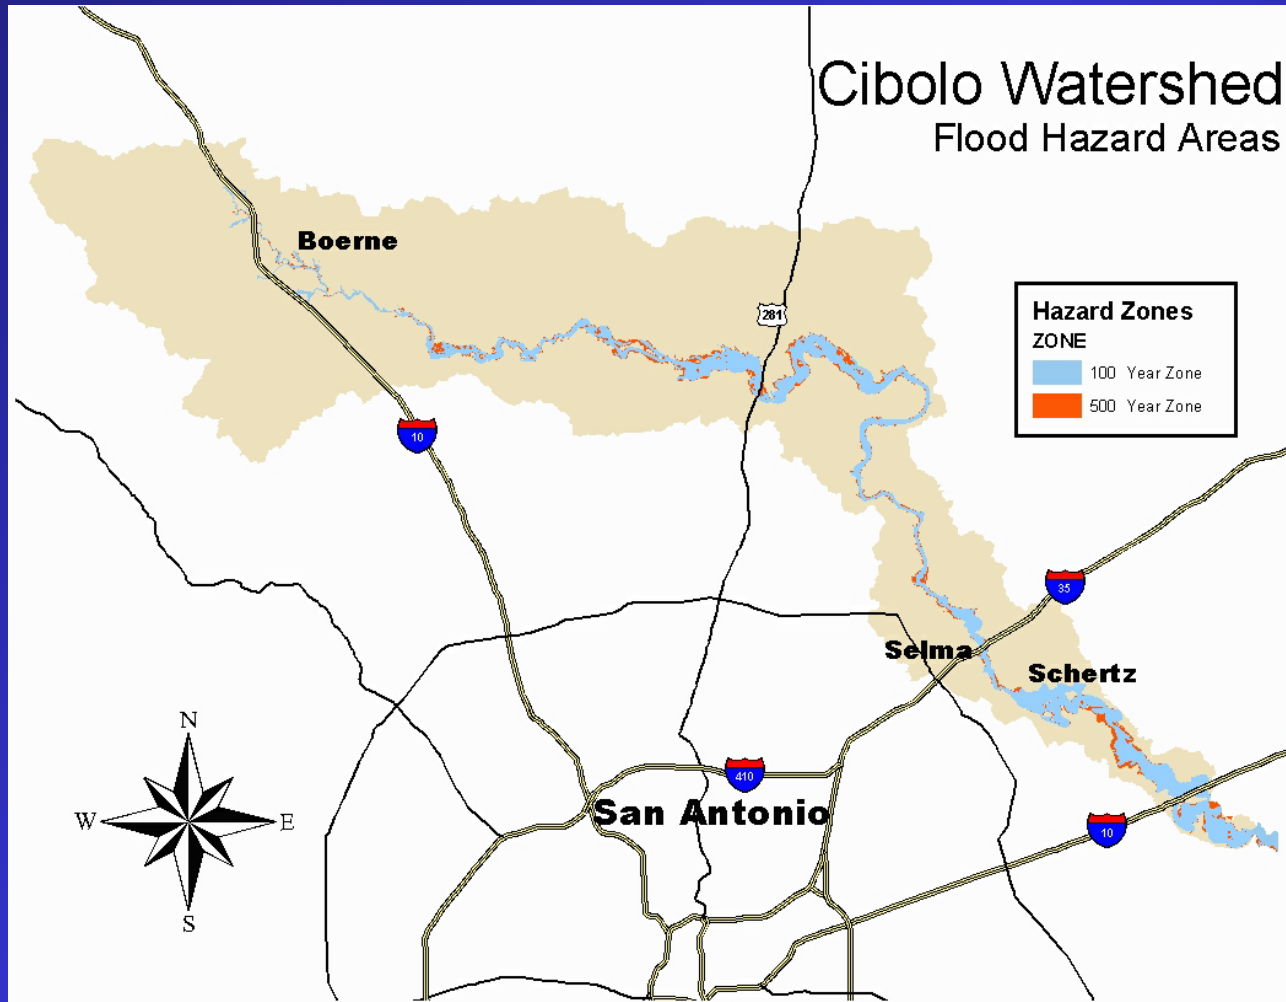 Cibolo Watershed
Flood Hazard Areas
Boerne
281
Hazard Zones
ZONE
100 Year Zone
500 Year Zone
10
35
Selma
Schertz
N
W
E
S
410
San Antonio
10